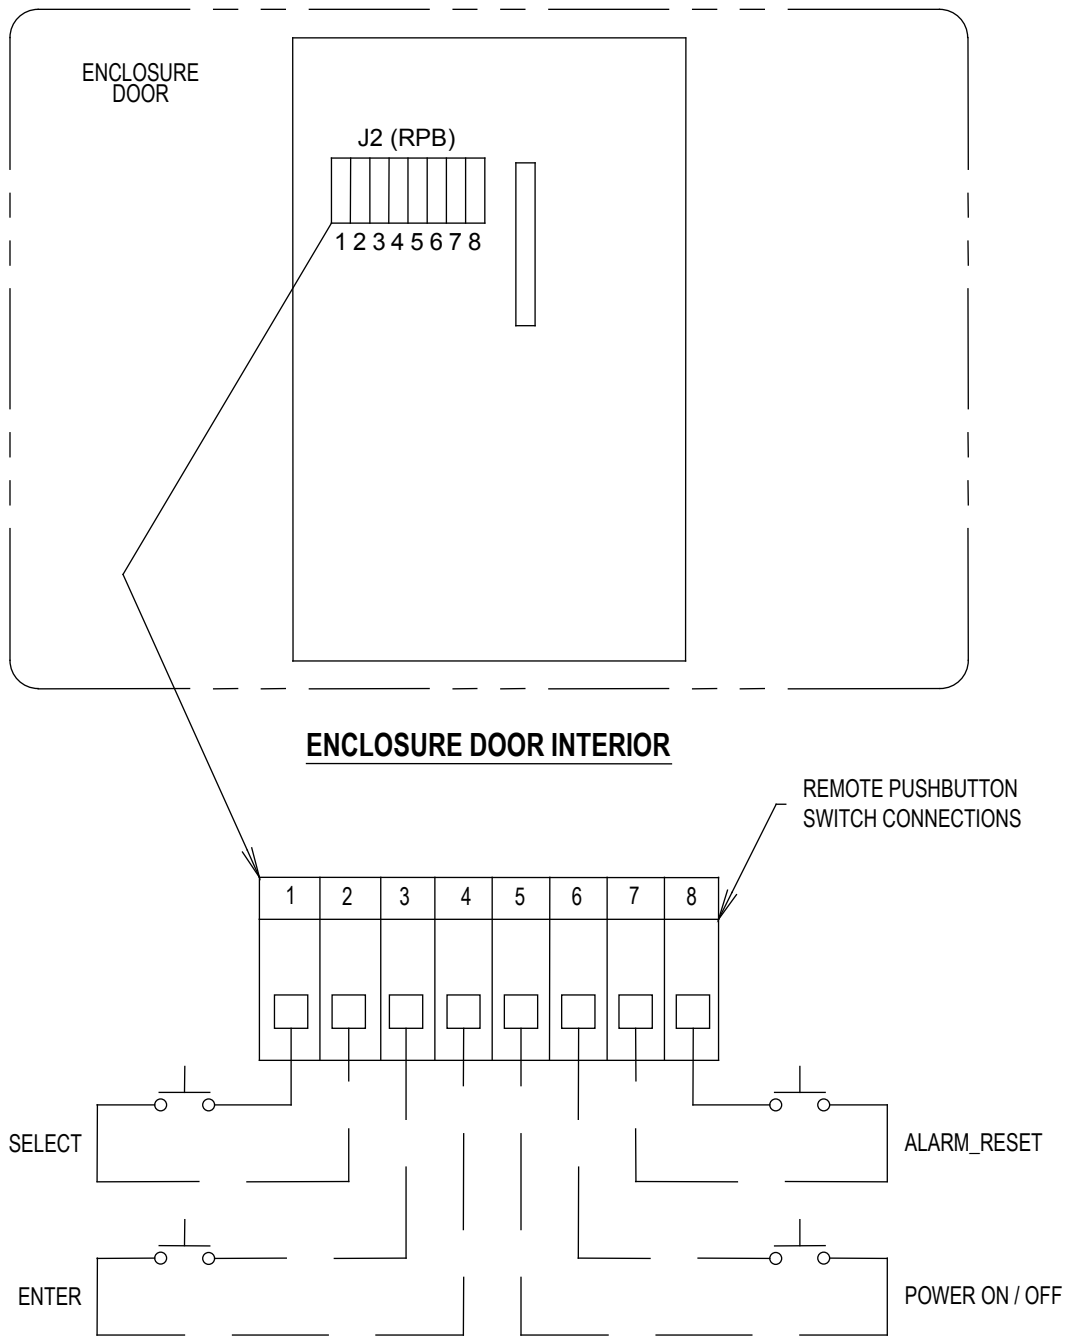 ENCLOSURE
DOOR
J2 (RPB)
1 2 3 4 5 6 7 8
ENCLOSURE DOOR INTERIOR
REMOTE PUSHBUTTON
SWITCH CONNECTIONS
1 2 3 4 5 6 7 8
SELECT
ALARM_RESET
ENTER
POWER ON / OFF